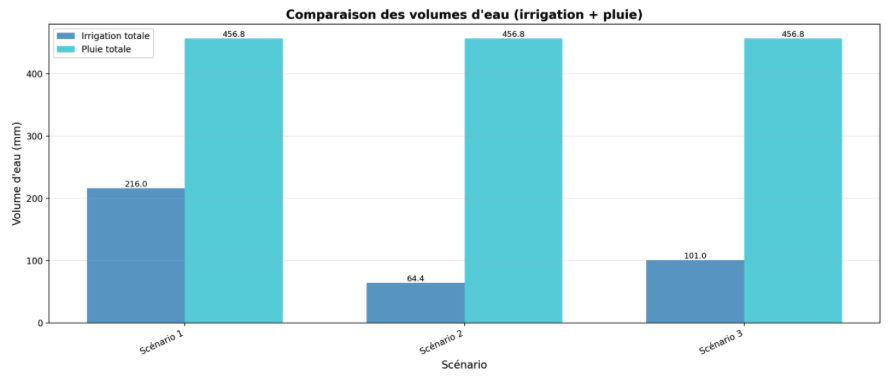 Comparaison des volumes d'eau (irrigation + pluie)
Irrigation totale
Pluie totale
456.8
456.8
456.8
216.0
64.4
101.0
Volume d'eau (mm)
400
300
200
100
0
Scénario 1
Scénario 2
Scénario 3
Scénario